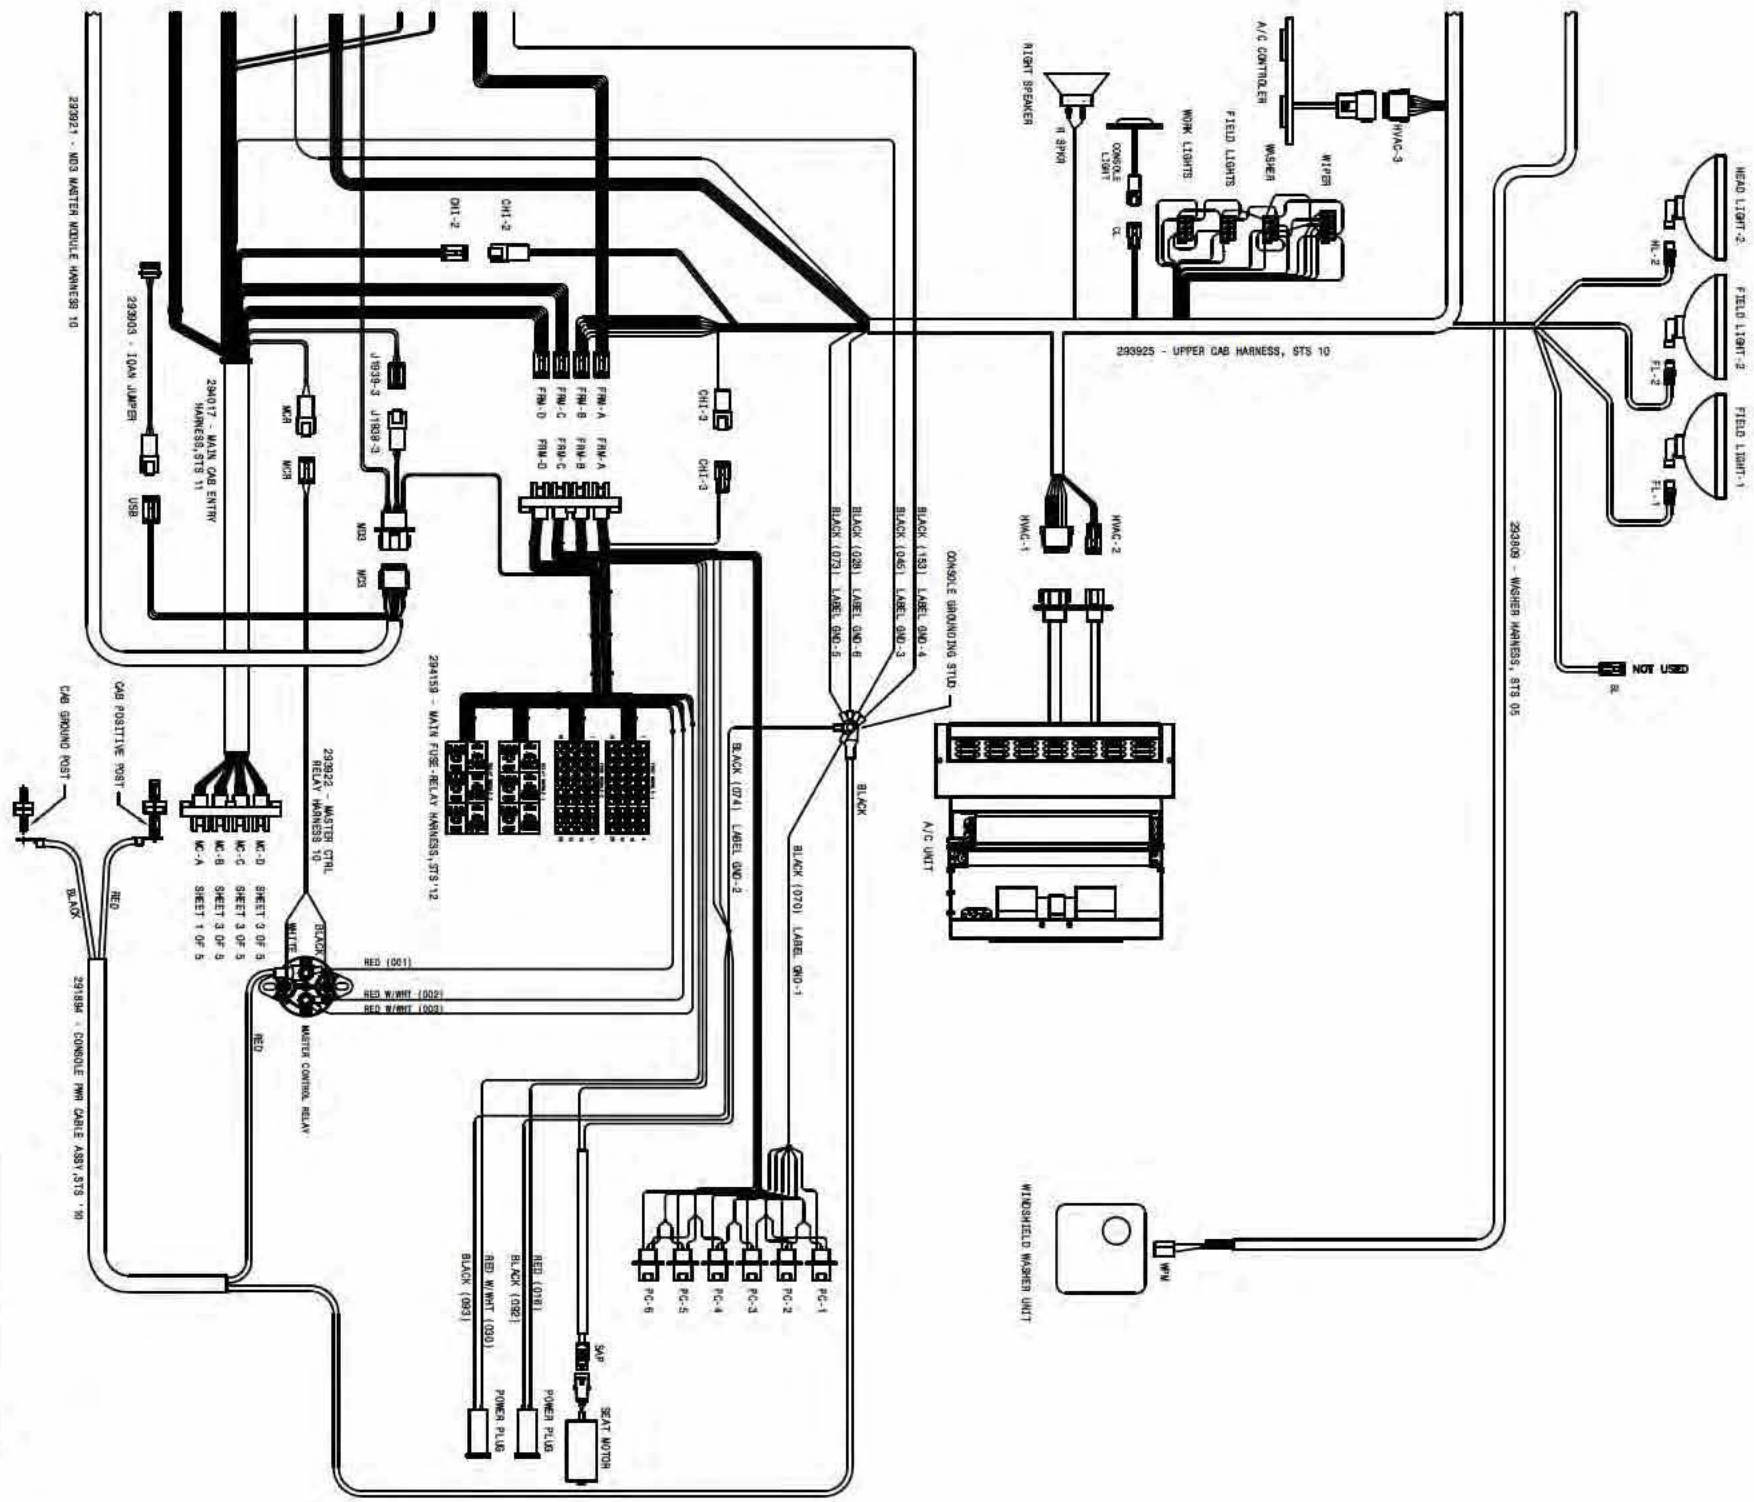 HEAD LIGHT-2
FIELD LIGHT-2
FIELD LIGHT-1
HL-2
FL-2
FL-1
NOT USED
SL
293809 - WASHER HARNESS, STS 05
A/C CONTROLER
HVAC-3
WIPER
WASHER
FIELD LIGHTS
WORK LIGHTS
CONSOLE
LIGHT
CL
RIGHT SPEAKER
R SPKR
293925 - UPPER CAB HARNESS, STS 10
HVAC-2
HVAC-1
A/C UNIT
WINDSHIELD WASHER UNIT
WPM
CONSOLE GROUNDING STUD
BLACK (153) LABEL GND-4
BLACK (045) LABEL GND-3
BLACK (028) LABEL GND-6
BLACK (073) LABEL GND-5
BLACK
BLACK (070) LABEL GND-1
BLACK (074) LABEL GND-2
CHI-2
CHI-2
CHI-3
CHI-3
FRM-A
FRM-B
FRM-C
FRM-D
FRM-A
FRM-B
FRM-C
FRM-D
J1939-3
J1939-3
MD3
MD3
MCR
MCR
294017 - MAIN CAB ENTRY
HARNESS, STS 11
293903 - IQAN JUMPER
USB
293921 - MD3 MASTER MODULE HARNESS 10
294159 - MAIN FUSE-RELAY HARNESS, STS '12
293922 - MASTER CTRL
RELAY HARNESS 10
CAB POSITIVE POST
CAB GROUND POST
MC-D SHEET 3 OF 5
MC-C SHEET 3 OF 5
MC-B SHEET 3 OF 5
MC-A SHEET 1 OF 5
RED
BLACK
BLACK
WHITE
RED (001)
RED W/WHT (002)
RED W/WHT (003)
MASTER CONTROL RELAY
RED
291894 - CONSOLE PWR CABLE ASSY, STS '10
PC-1
PC-2
PC-3
PC-4
PC-5
PC-6
BLACK (092)
RED W/WHT (030)
BLACK (093)
SAP
SEAT MOTOR
POWER PLUG
POWER PLUG